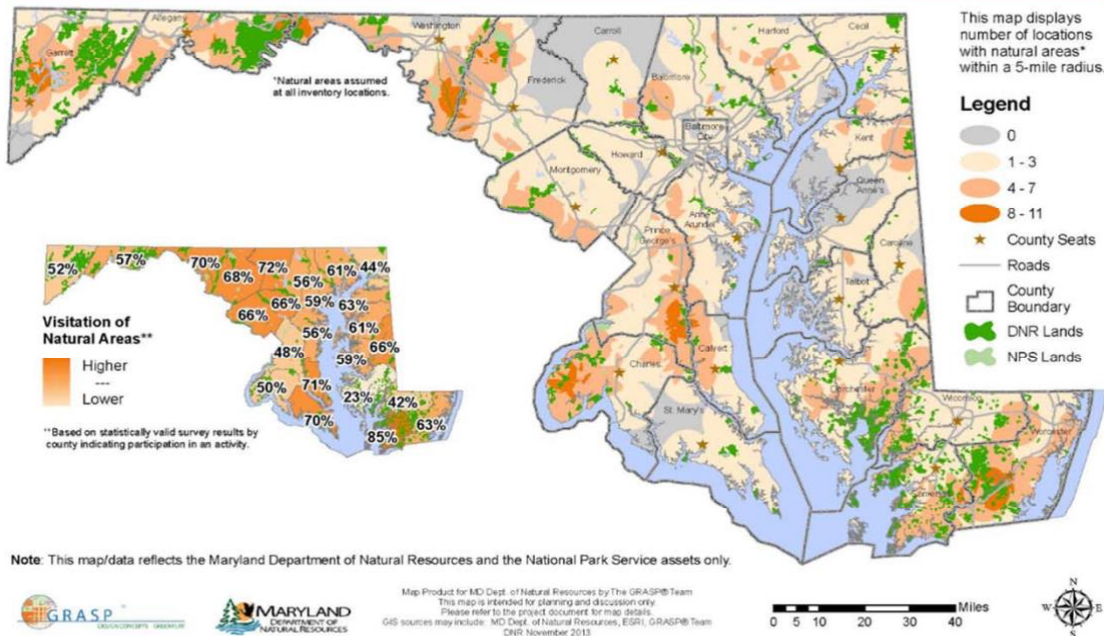 Garrett
Allegany
Washington
Frederick
Carroll
Baltimore
Harford
Cecil
Baltimore
City
Howard
Montgomery
Kent
Queen
Anne's
Anne
Arundel
Prince
George's
Caroline
Talbot
Calvert
Charles
St. Mary's
Dorchester
Wicomico
Worcester
Somerset
*Natural areas assumed
at all inventory locations.
This map displays
number of locations
with natural areas*
within a 5-mile radius.
Legend
0
1 - 3
4 - 7
8 - 11
County Seats
Roads
County
Boundary
DNR Lands
NPS Lands
52%
57%
70%
68%
72%
56%
61%
44%
66%
59%
63%
66%
56%
61%
48%
59%
66%
50%
71%
23%
42%
70%
85%
63%
Visitation of
Natural Areas**
Higher
---
Lower
**Based on statistically valid survey results by
county indicating participation in an activity.
Note: This map/data reflects the Maryland Department of Natural Resources and the National Park Service assets only.
GRASP
MARYLAND
DEPARTMENT OF
NATURAL RESOURCES
Map Product for MD Dept. of Natural Resources by The GRASP® Team
This map is intended for planning and discussion only.
Please refer to the project document for map details.
GIS sources may include: MD Dept. of Natural Resources, ESRI, GRASP® Team
DNR November 2013
0 5 10 20 30 40
Miles
N
W E
S